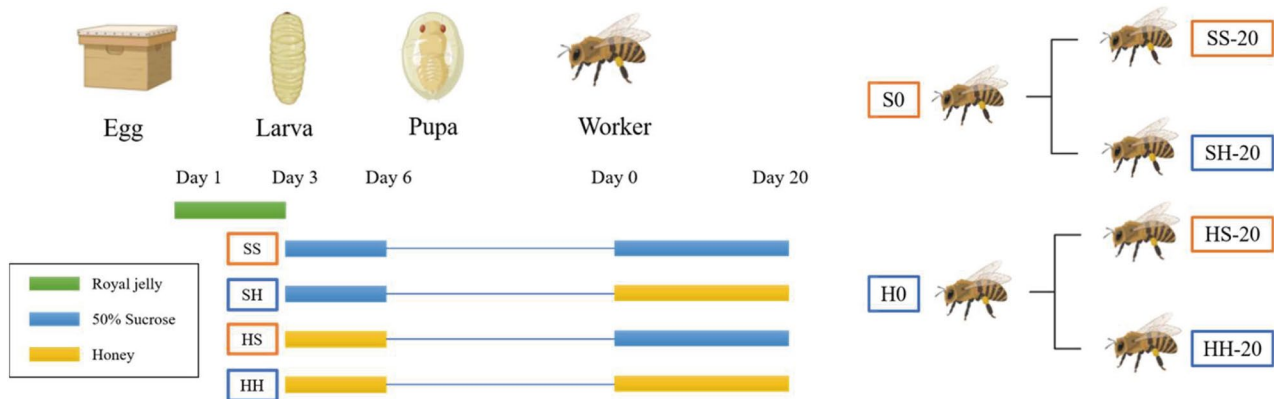 Egg
Larva
Pupa
Worker
Day 1
Day 3
Day 6
Day 0
Day 20
SS
SH
HS
HH
Royal jelly
50% Sucrose
Honey
S0
SS-20
SH-20
H0
HS-20
HH-20